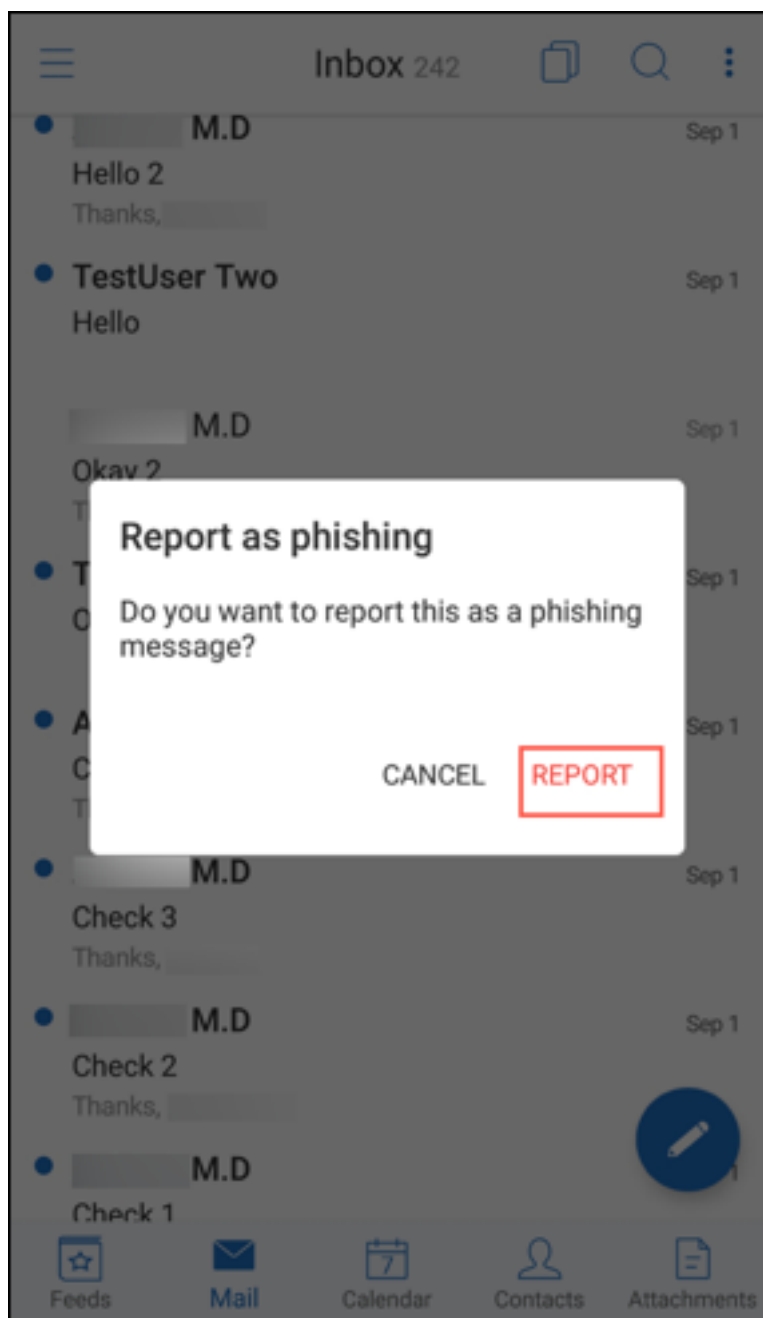 Inbox 242
M.D
Sep 1
Hello 2
Thanks,
TestUser Two
Sep 1
Hello
M.D
Sep 1
Okay 2
T
Report as phishing
T
Sep 1
Do you want to report this as a phishing
message?
A
Sep 1
C
CANCEL REPORT
T
M.D
Sep 1
Check 3
Thanks,
M.D
Sep 1
Check 2
Thanks,
M.D
1
Check 1
7
Feeds Mail Calendar Contacts Attachments